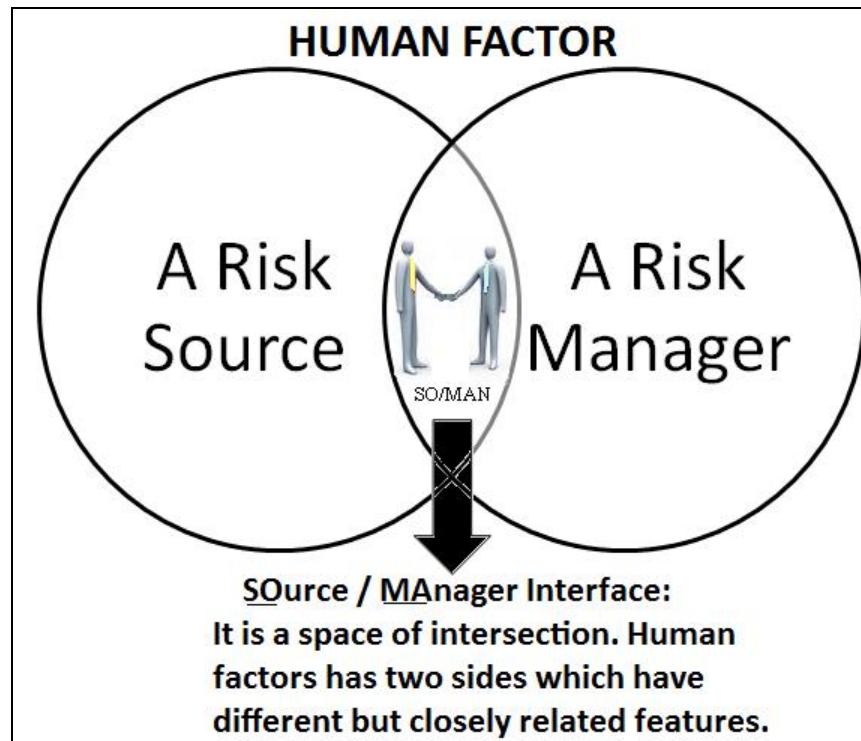 HUMAN FACTOR
A Risk
Source
A Risk
Manager
SO/MAN
SOurce / MAnager Interface:
It is a space of intersection. Human
factors has two sides which have
different but closely related features.